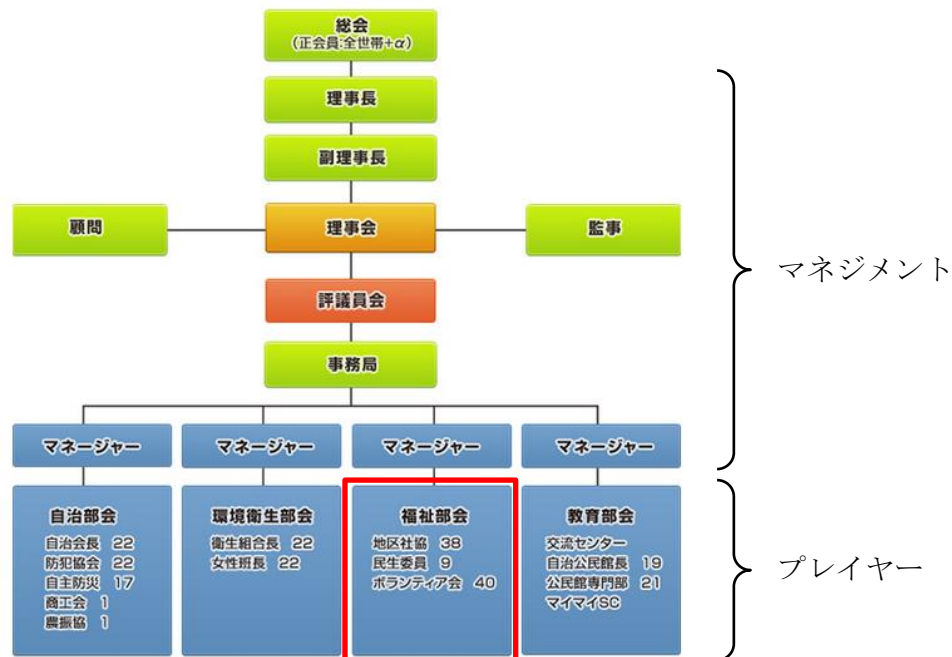 総会
(正会員:全世帯+α)
理事長
副理事長
顧問
理事会
監事
評議員会
事務局
マネジメント
マネージャー
マネージャー
マネージャー
マネージャー
自治部会
自治会長 22
防犯協会 22
自主防災 17
商工会 1
農振協 1
環境衛生部会
衛生組合長 22
女性班長 22
福祉部会
地区社協 38
民生委員 9
ボランティア会 40
教育部会
交流センター
自治公民館長 19
公民館専門部 21
マイマイSC
プレイヤー